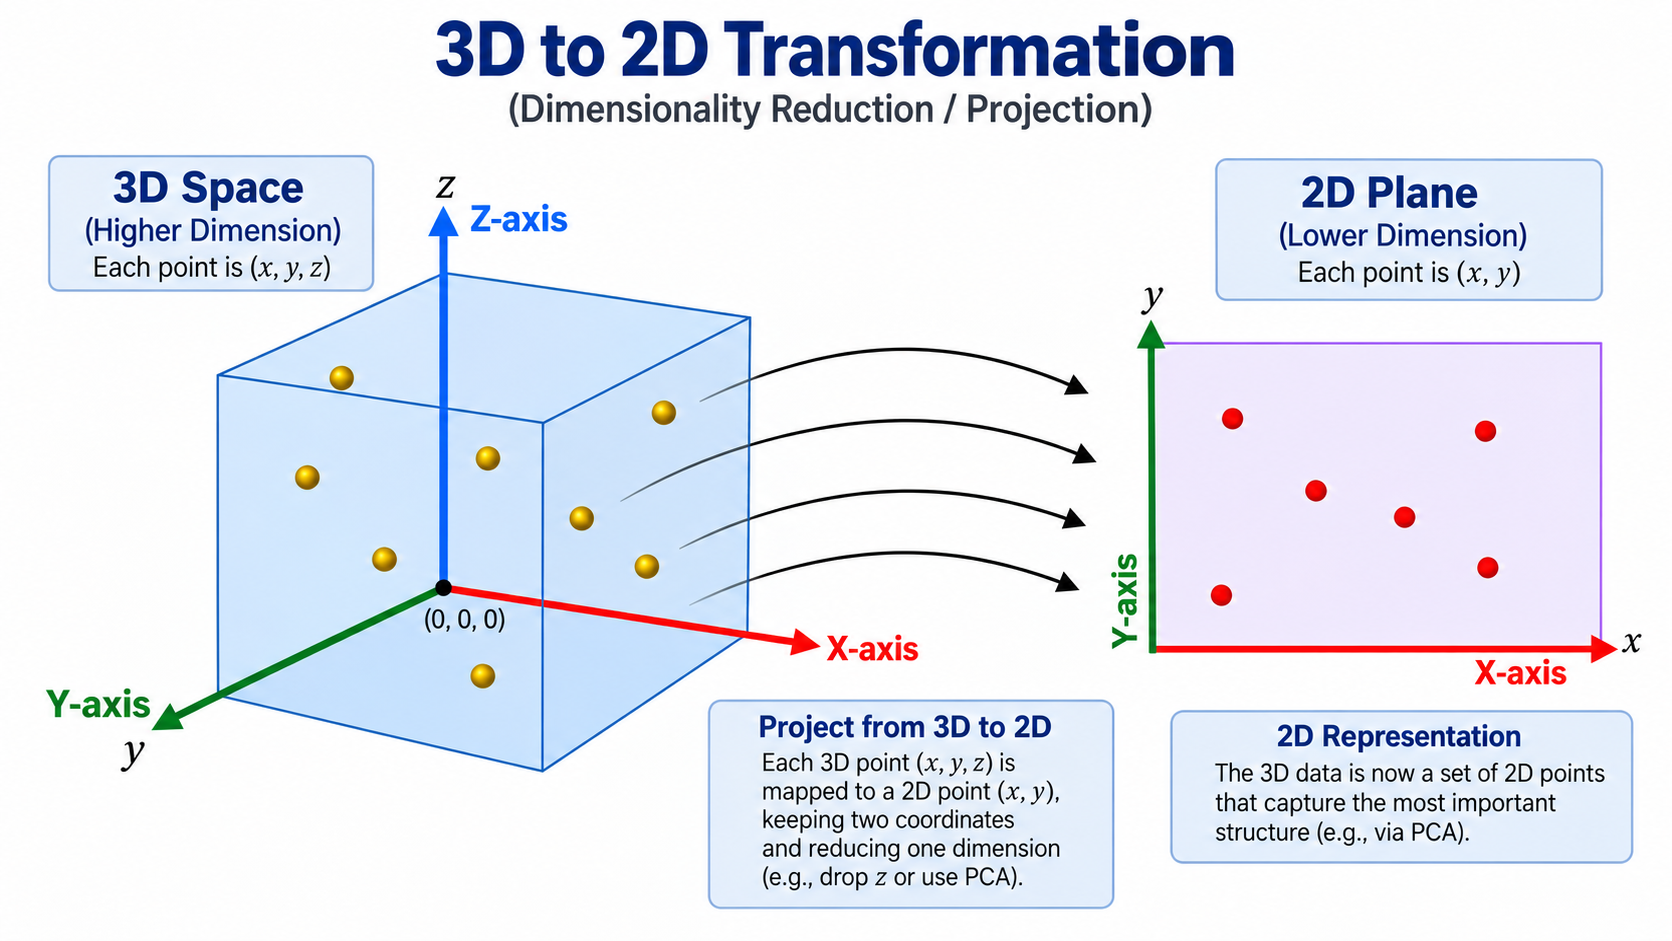 3D to 2D Transformation
(Dimensionality Reduction / Projection)
3D Space
(Higher Dimension)
Each point is (x, y, z)
z
Z-axis
(0, 0, 0)
X-axis
Y-axis
y
2D Plane
(Lower Dimension)
Each point is (x, y)
y
Y-axis
x
X-axis
Project from 3D to 2D
Each 3D point (x, y, z) is
mapped to a 2D point (x, y),
keeping two coordinates
and reducing one dimension
(e.g., drop z or use PCA).
2D Representation
The 3D data is now a set of 2D points
that capture the most important
structure (e.g., via PCA).